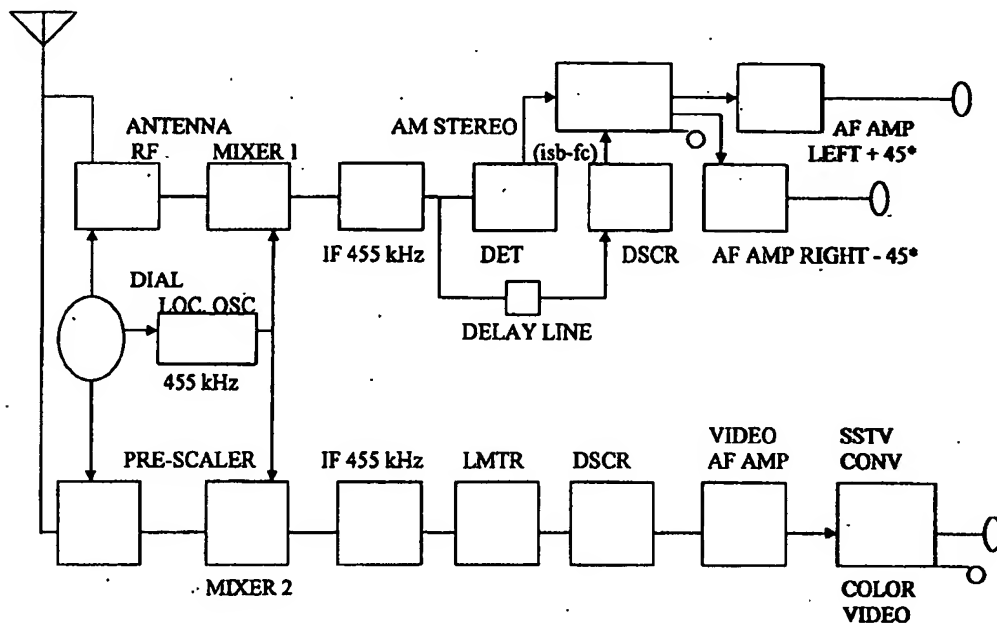 ANTENNA
RF
MIXER 1
AM STEREO
(isb-fc)
AF AMP
LEFT + 45*
IF 455 kHz
DET
DSCR
AF AMP RIGHT - 45*
DIAL
LOC. OSC
455 kHz
DELAY LINE
PRE-SCALER
IF 455 kHz
LMTR
DSCR
VIDEO
AF AMP
SSTV
CONV
MIXER 2
COLOR
VIDEO